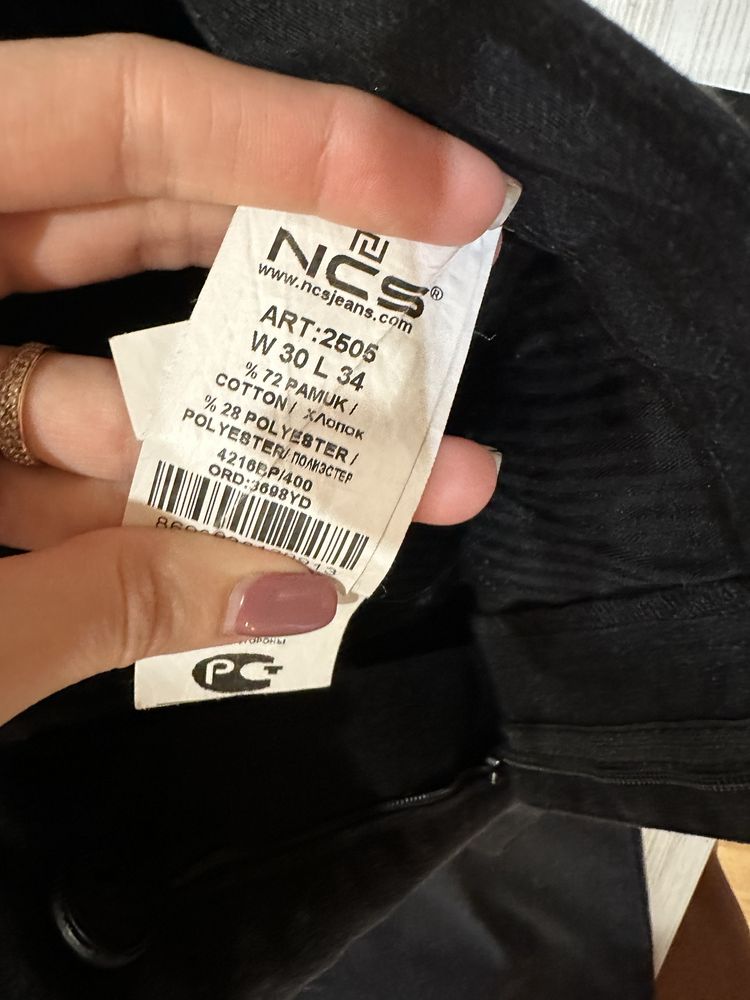 NCS®
www.ncsjeans.com
ART:2505
W 30 L 34
% 72 PAMUK /
COTTON / ХЛОПОК
% 28 POLYESTER /
POLYESTER/ ПОЛИЭСТЕР
4216BP/400
ORD:3698YD
РСТ